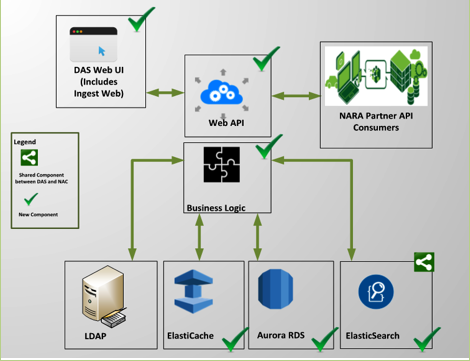 DAS Web UI
(Includes
Ingest Web)
Web API
NARA Partner API
Consumers
Legend
Shared Component
between DAS and NAC
New Component
Business Logic
LDAP
ElastiCache
Aurora RDS
ElasticSearch